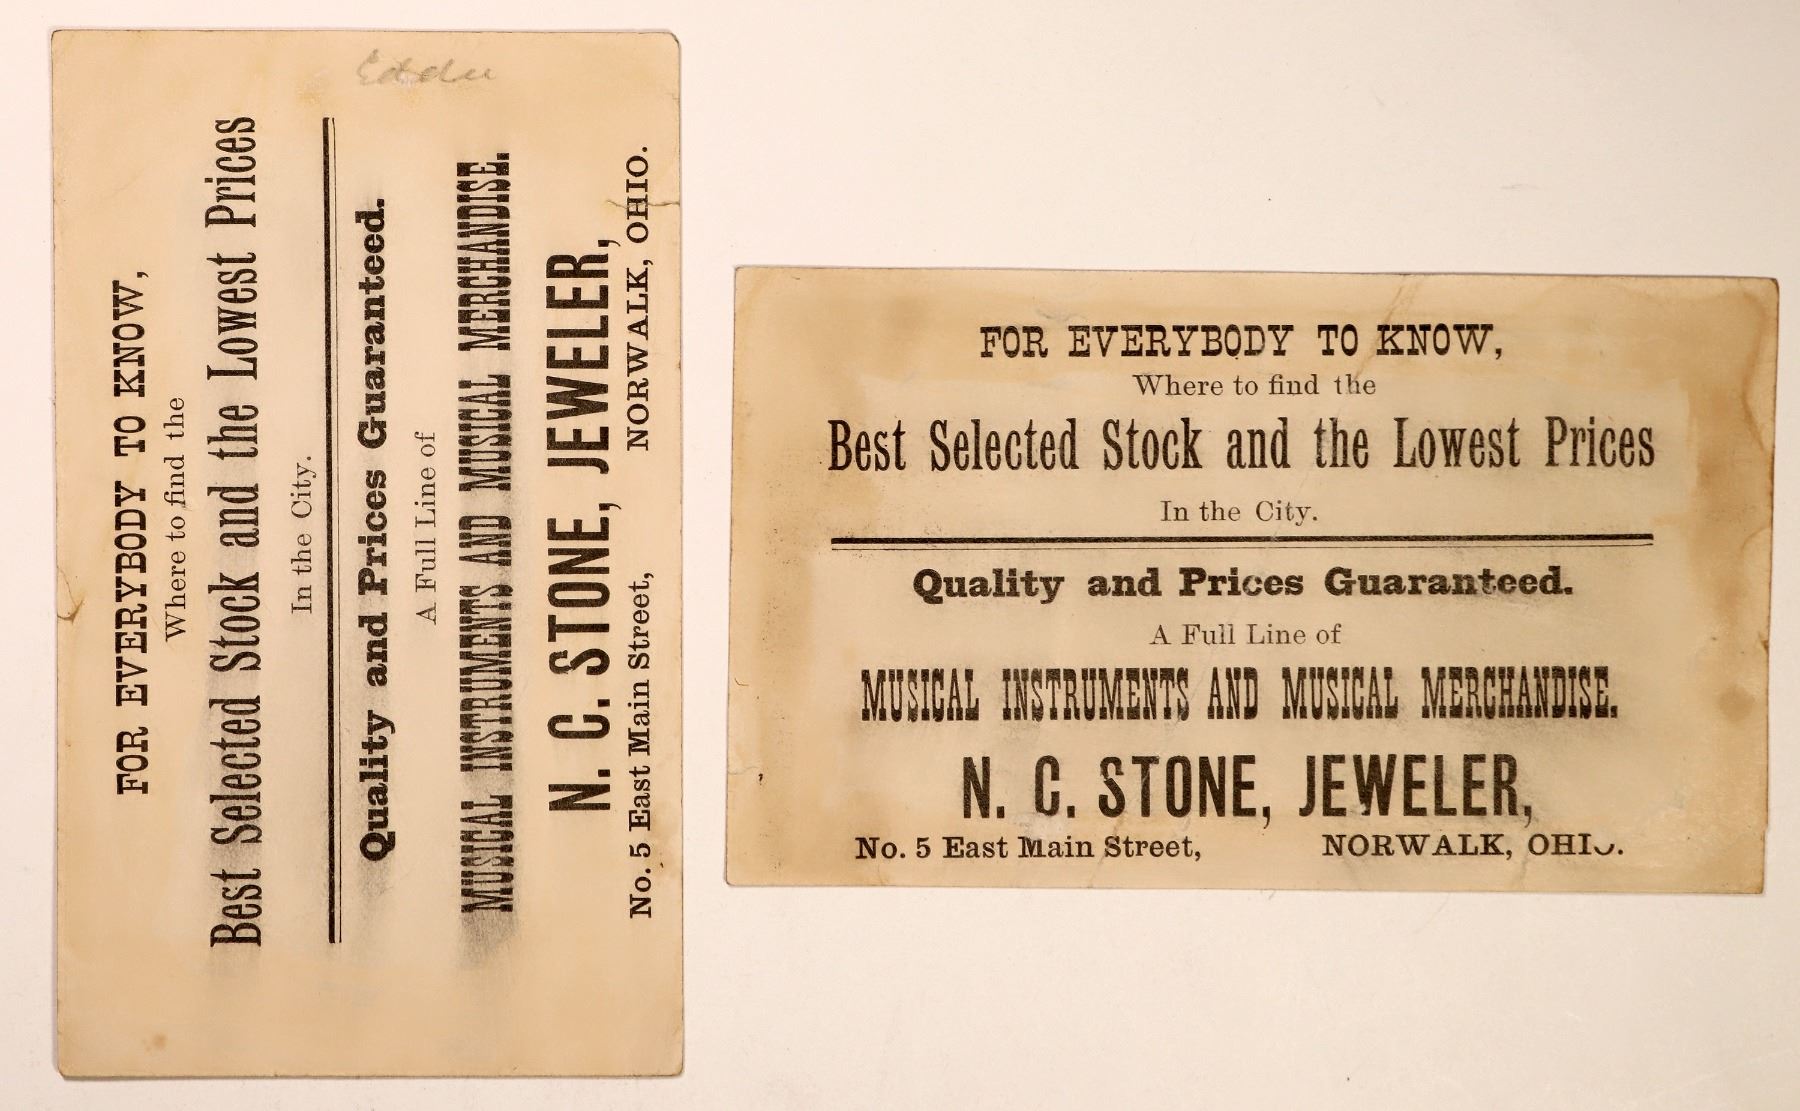 Eddie
FOR EVERYBODY TO KNOW,
Where to find the
Best Selected Stock and the Lowest Prices
In the City.
Quality and Prices Guaranteed.
A Full Line of
MUSICAL INSTRUMENTS AND MUSICAL MERCHANDISE.
N. C. STONE, JEWELER,
No. 5 East Main Street, NORWALK, OHIO.
FOR EVERYBODY TO KNOW,
Where to find the
Best Selected Stock and the Lowest Prices
In the City.
Quality and Prices Guaranteed.
A Full Line of
MUSICAL INSTRUMENTS AND MUSICAL MERCHANDISE.
N. C. STONE, JEWELER,
No. 5 East Main Street, NORWALK, OHIO.